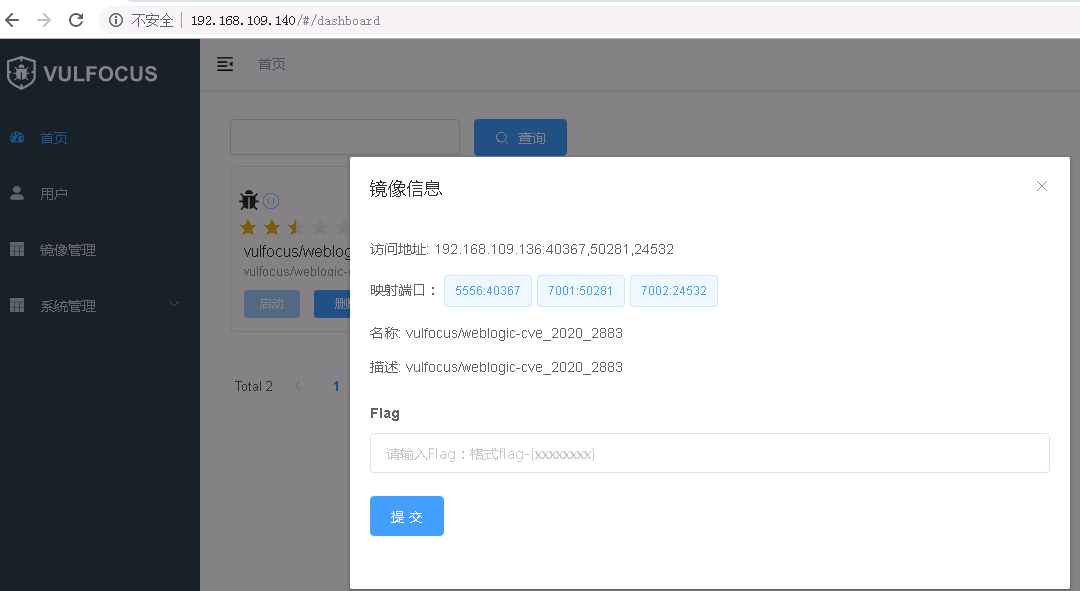 不安全 192.168.109.140/#/dashboard
VULFOCUS
首页
首页
用户
镜像管理
系统管理
查询
vulfocus/weblog
vulfocus/weblogic-
启动
Total 2
1
镜像信息
访问地址: 192.168.109.136:40367,50281,24532
映射端口： 5556:40367 7001:50281 7002:24532
名称: vulfocus/weblogic-cve_2020_2883
描述: vulfocus/weblogic-cve_2020_2883
Flag
请输入Flag：格式flag-{xxxxxxxx}
提 交